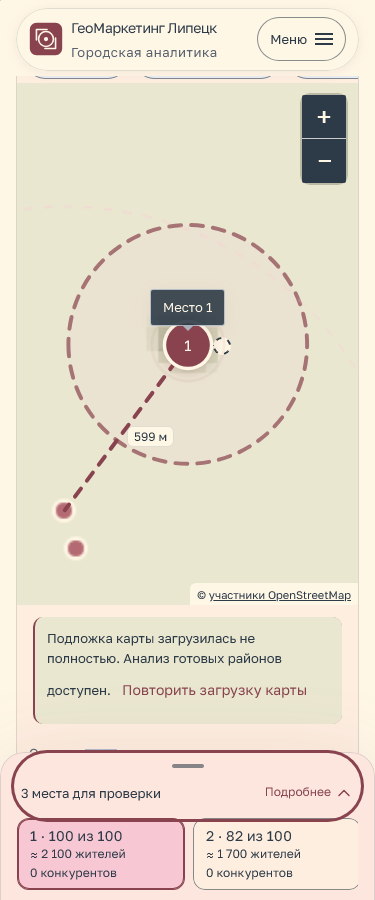 ГеоМаркетинг Липецк
Городская аналитика
Меню
+
−
Место 1
1
599 м
© участники OpenStreetMap
Подложка карты загрузилась не
полностью. Анализ готовых районов
доступен. Повторить загрузку карты
3 места для проверки
Подробнее
1 · 100 из 100
≈ 2 100 жителей
0 конкурентов
2 · 82 из 100
≈ 1 700 жителей
0 конкурентов